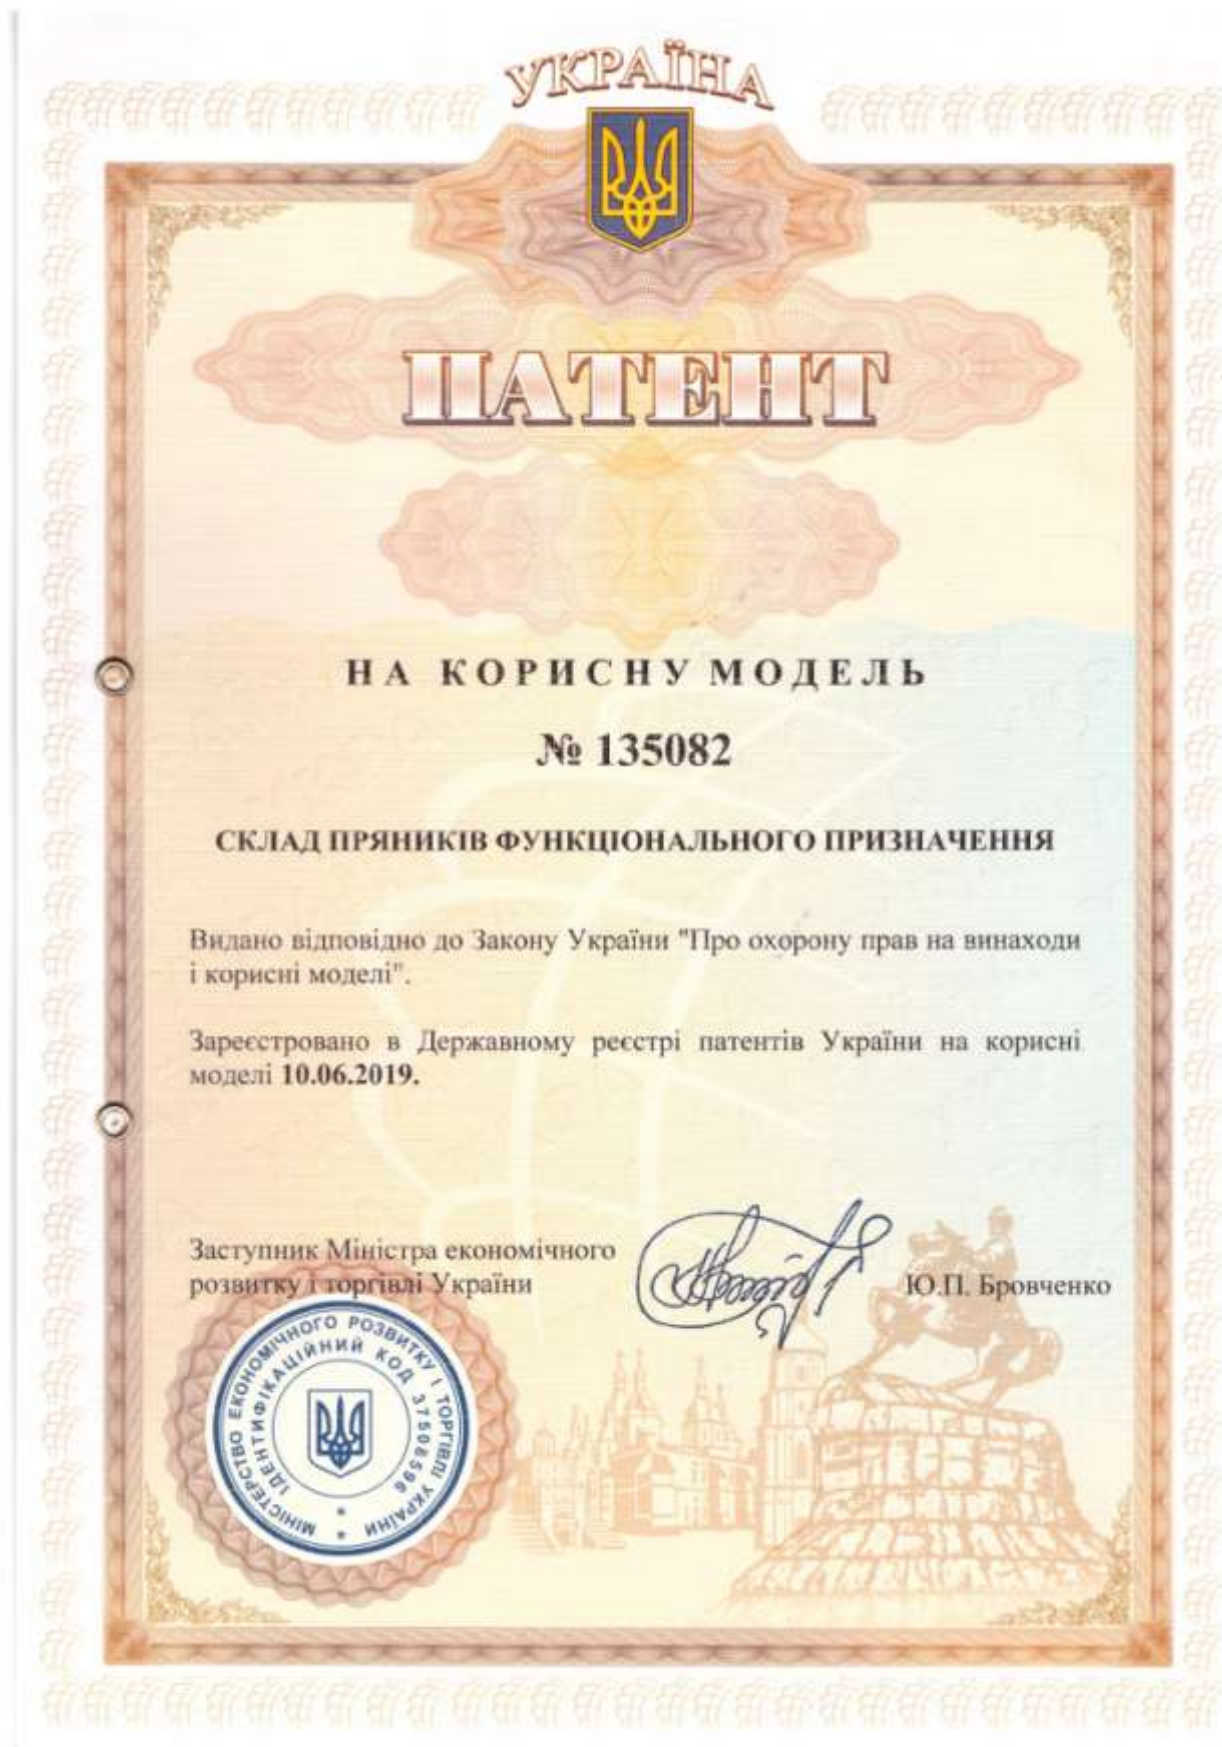 УКРАЇНА
ПАТЕНТ
НА КОРИСНУ МОДЕЛЬ
№ 135082
СКЛАД ПРЯНИКІВ ФУНКЦІОНАЛЬНОГО ПРИЗНАЧЕННЯ
Видано відповідно до Закону України "Про охорону прав на винаходи
і корисні моделі".
Зареєстровано в Державному реєстрі патентів України на корисні
моделі 10.06.2019.
Заступник Міністра економічного
розвитку і торгівлі України
Ю.П. Бровченко
МІНІСТЕРСТВО ЕКОНОМІЧНОГО РОЗВИТКУ І ТОРГІВЛІ УКРАЇНИ
ІДЕНТИФІКАЦІЙНИЙ КОД 37508596